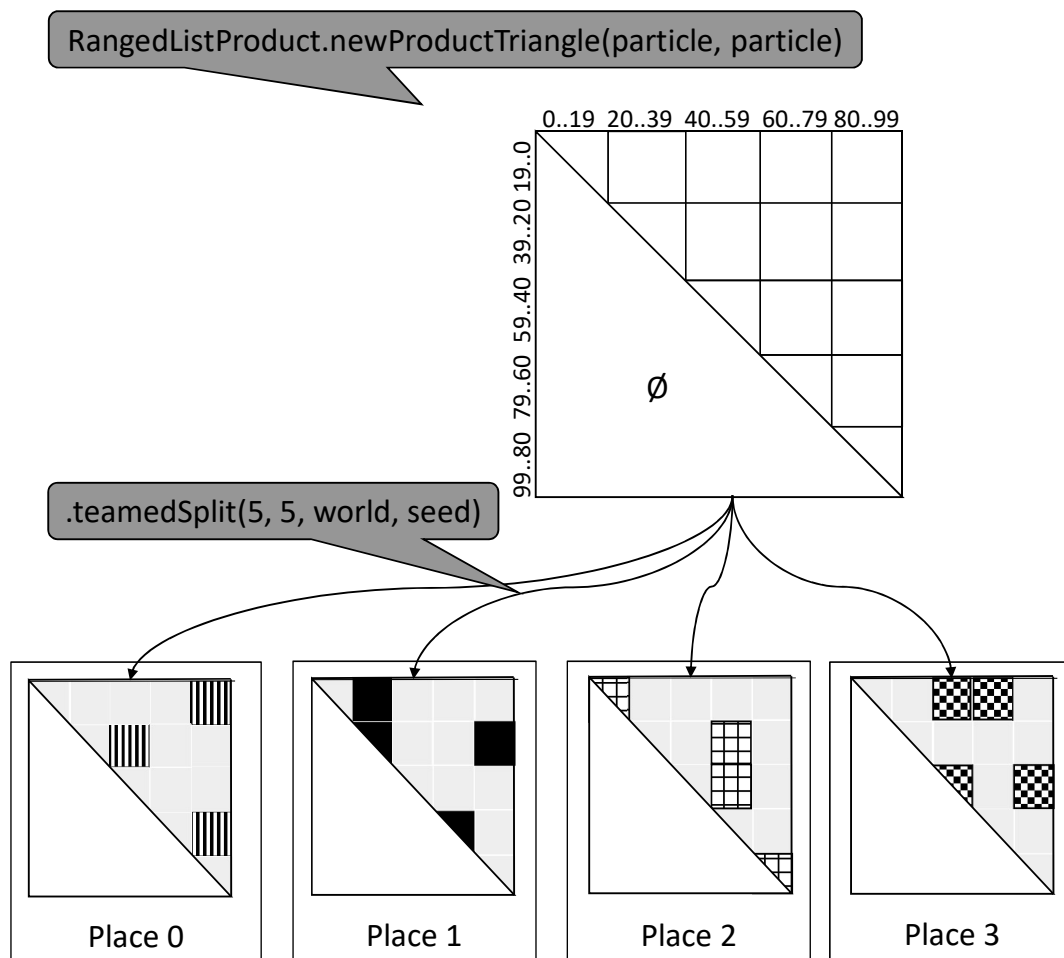 RangedListProduct.newProductTriangle(particle, particle)
0..19 20..39 40..59 60..79 80..99
19..0
39..20
59..40
79..60
99..80
Ø
.teamedSplit(5, 5, world, seed)
Place 0
Place 1
Place 2
Place 3